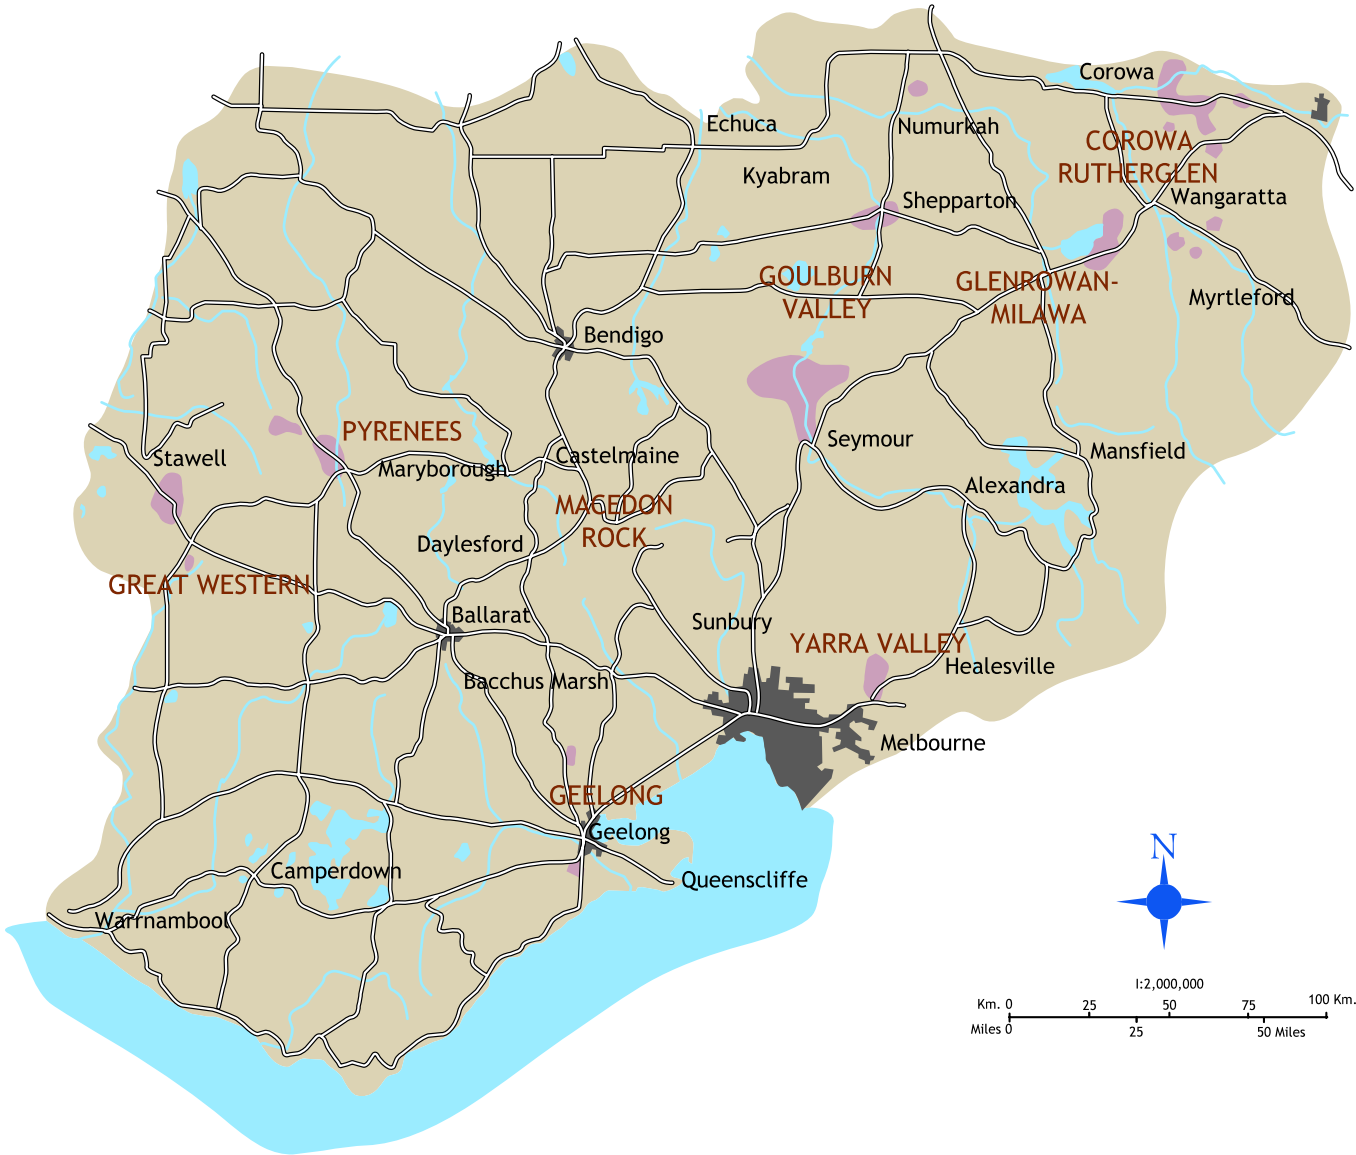 Corowa
Echuca
Numurkah
COROWA
RUTHERGLEN
Kyabram
Shepparton
Wangaratta
GOULBURN
VALLEY
GLENROWAN-
MILAWA
Myrtleford
Bendigo
PYRENEES
Seymour
Stawell
Maryborough
Castelmaine
Mansfield
Alexandra
MACEDON
ROCK
Daylesford
GREAT WESTERN
Ballarat
Sunbury
YARRA VALLEY
Healesville
Bacchus Marsh
Melbourne
GEELONG
Geelong
N
Camperdown
Queenscliffe
Warrnambool
1:2,000,000
Km. 0 25 50 75 100 Km.
Miles 0 25 50 Miles